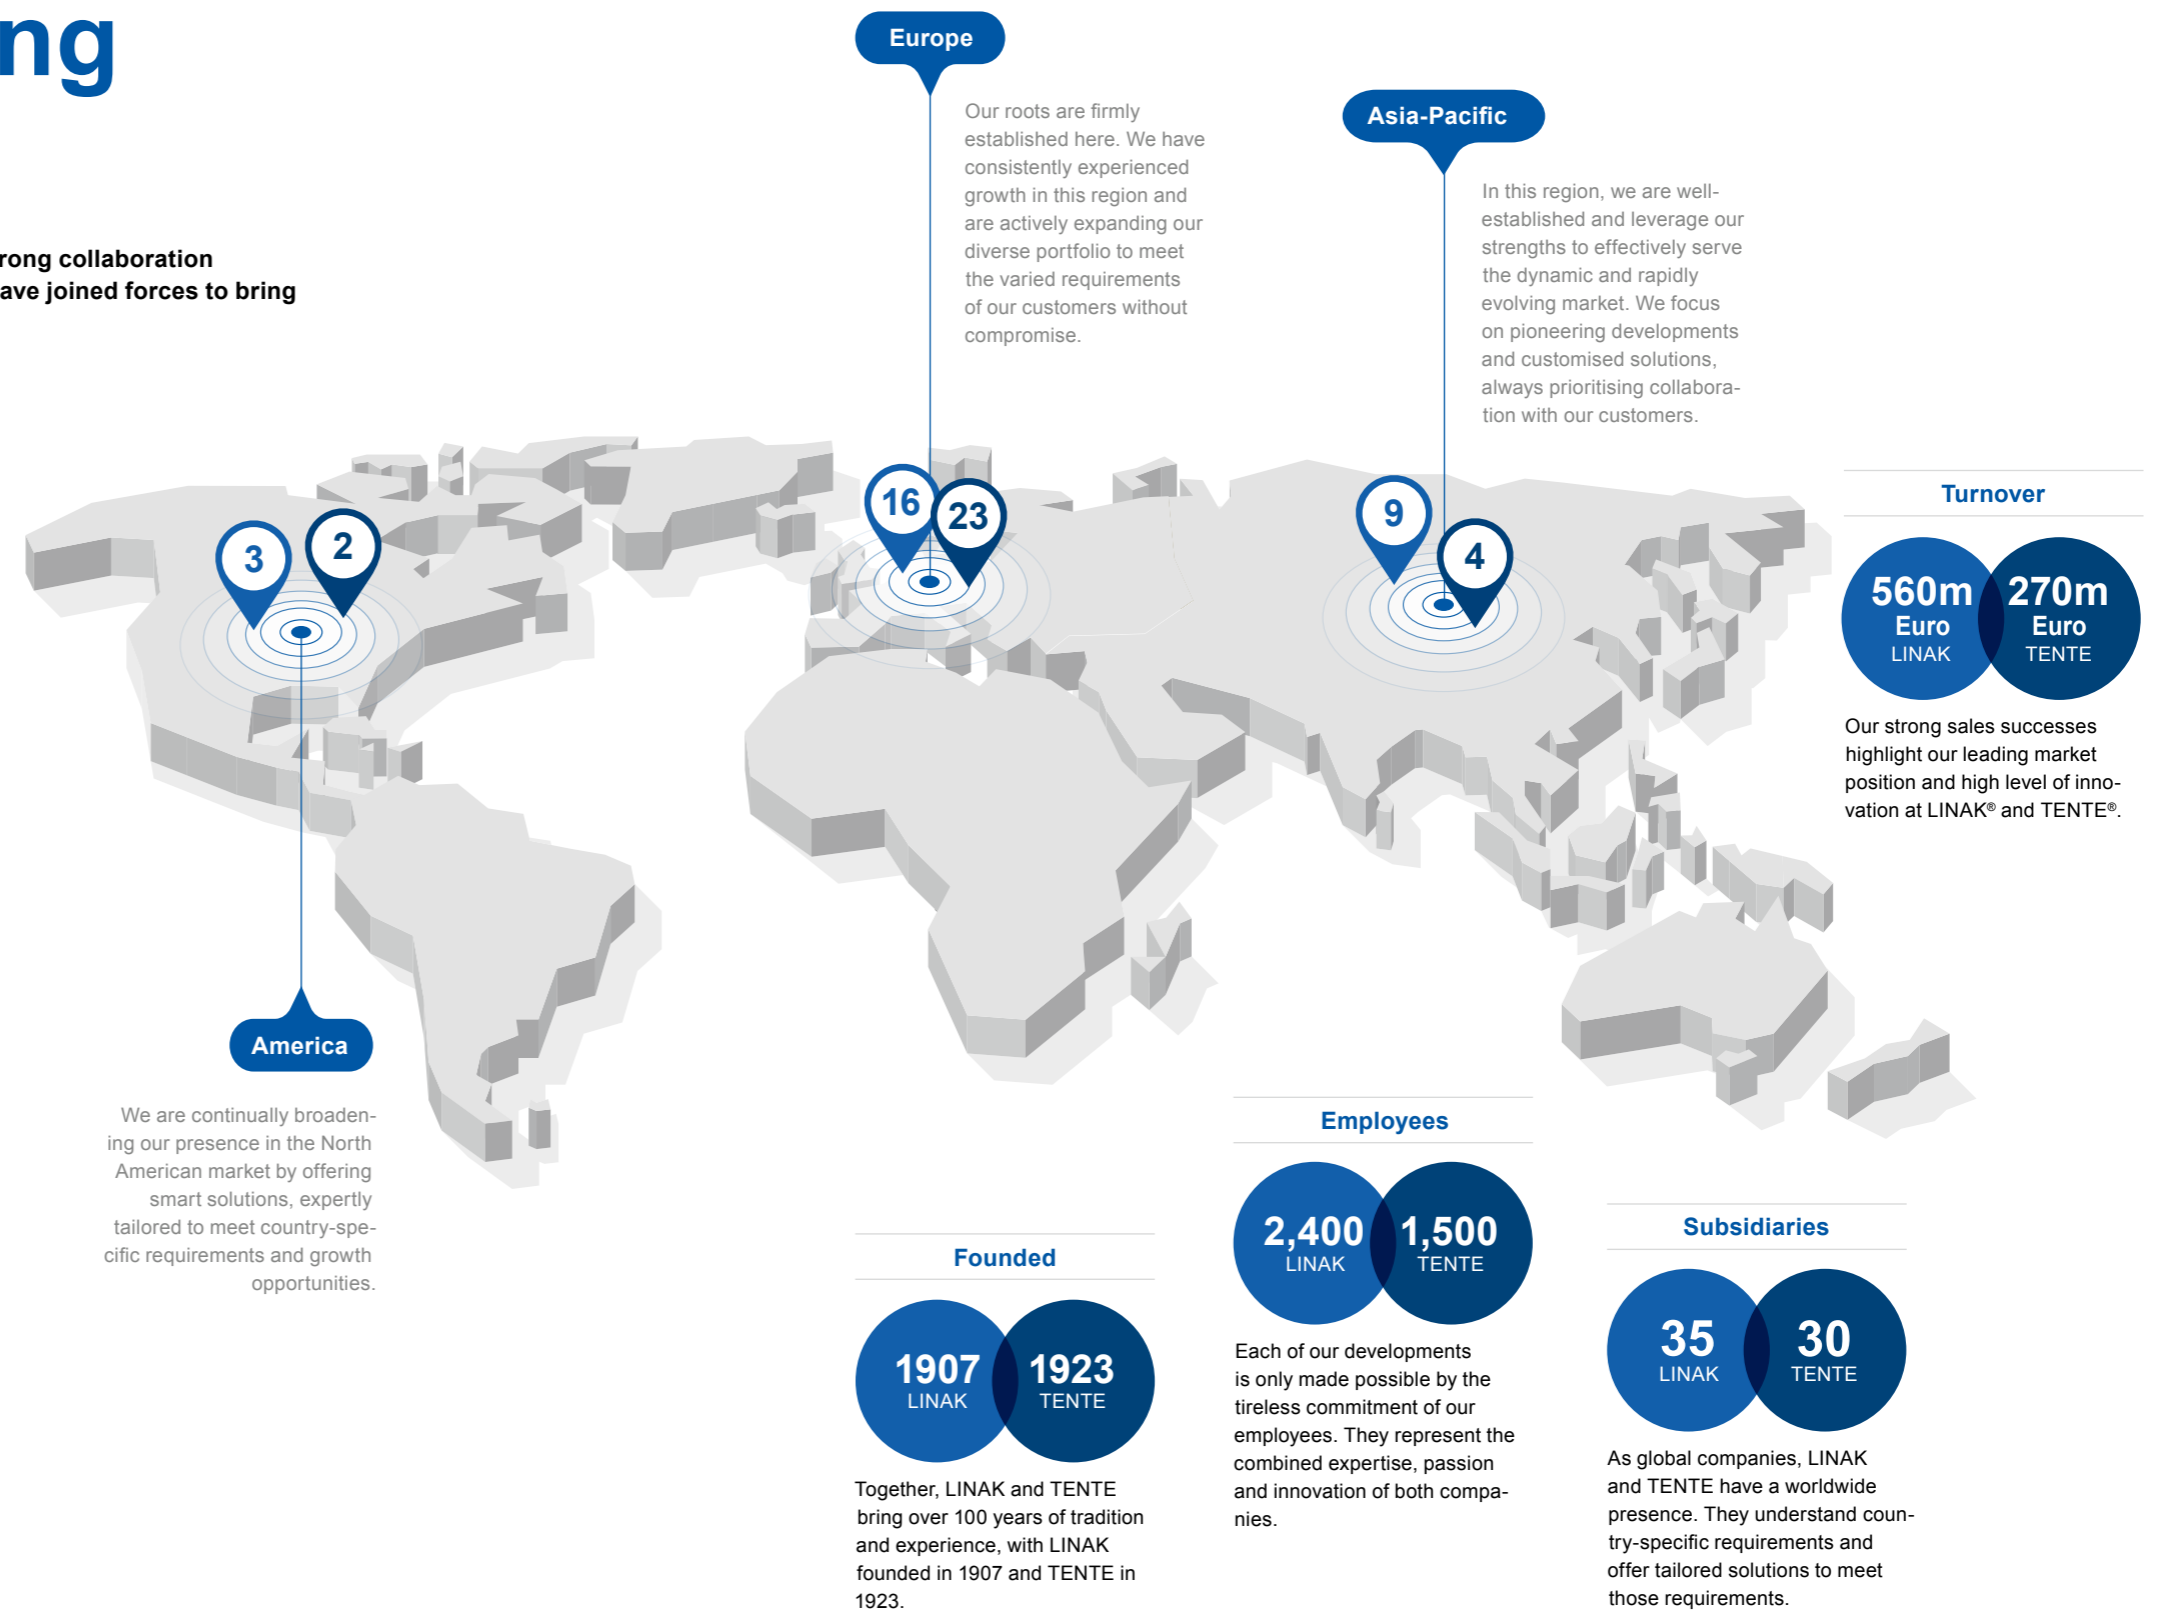 ng
rong collaboration
ave joined forces to bring
Europe
Our roots are firmly
established here. We have
consistently experienced
growth in this region and
are actively expanding our
diverse portfolio to meet
the varied requirements
of our customers without
compromise.
Asia-Pacific
In this region, we are well-
established and leverage our
strengths to effectively serve
the dynamic and rapidly
evolving market. We focus
on pioneering developments
and customised solutions,
always prioritising collabora-
tion with our customers.
3
2
16
23
9
4
Turnover
560m
Euro
LINAK
270m
Euro
TENTE
Our strong sales successes
highlight our leading market
position and high level of inno-
vation at LINAK® and TENTE®.
America
We are continually broaden-
ing our presence in the North
American market by offering
smart solutions, expertly
tailored to meet country-spe-
cific requirements and growth
opportunities.
Founded
1907
LINAK
1923
TENTE
Together, LINAK and TENTE
bring over 100 years of tradition
and experience, with LINAK
founded in 1907 and TENTE in
1923.
Employees
2,400
LINAK
1,500
TENTE
Each of our developments
is only made possible by the
tireless commitment of our
employees. They represent the
combined expertise, passion
and innovation of both compa-
nies.
Subsidiaries
35
LINAK
30
TENTE
As global companies, LINAK
and TENTE have a worldwide
presence. They understand coun-
try-specific requirements and
offer tailored solutions to meet
those requirements.